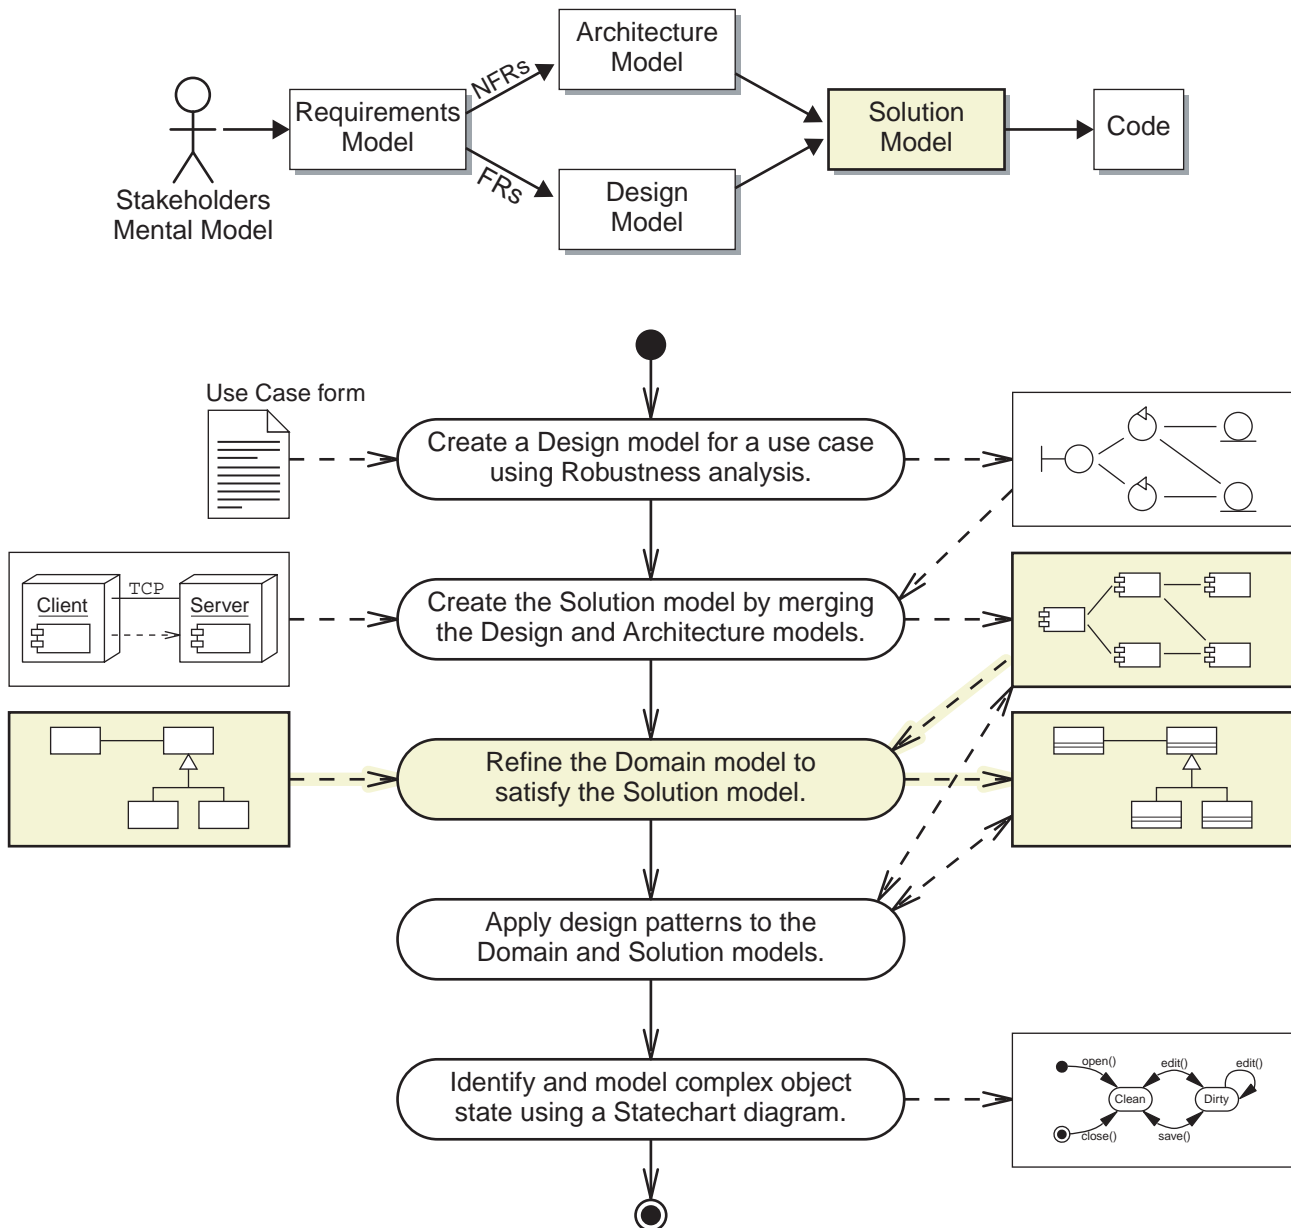 Architecture
Model
NFRs
Requirements
Model
Solution
Model
Code
FRs
Design
Model
Stakeholders
Mental Model
Use Case form
Create a Design model for a use case
using Robustness analysis.
TCP
Client
Server
Create the Solution model by merging
the Design and Architecture models.
Refine the Domain model to
satisfy the Solution model.
Apply design patterns to the
Domain and Solution models.
Identify and model complex object
state using a Statechart diagram.
open()
edit()
edit()
Clean
Dirty
close()
save()